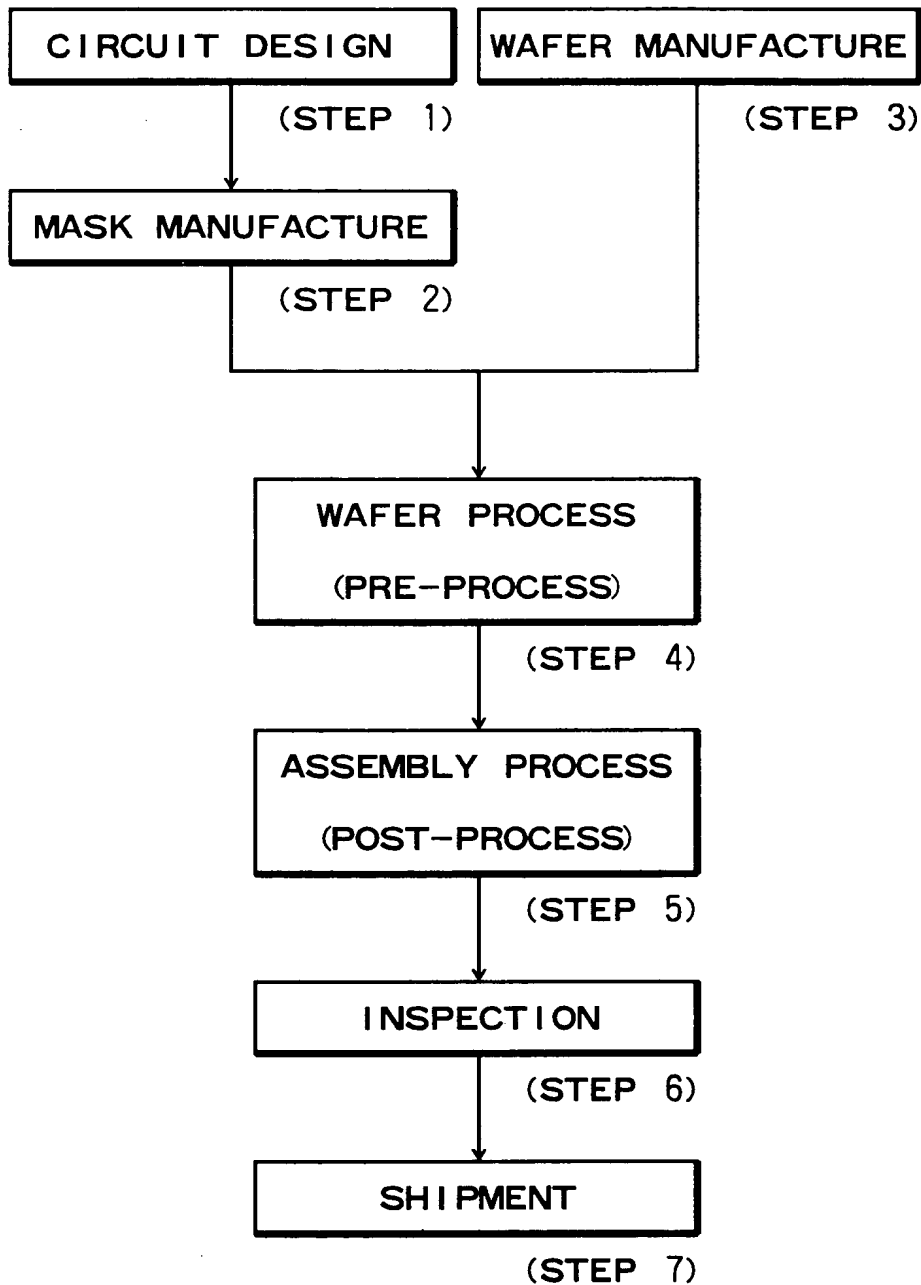 CIRCUIT DESIGN
(STEP 1)
WAFER MANUFACTURE
(STEP 3)
MASK MANUFACTURE
(STEP 2)
WAFER PROCESS
(PRE-PROCESS)
(STEP 4)
ASSEMBLY PROCESS
(POST-PROCESS)
(STEP 5)
INSPECTION
(STEP 6)
SHIPMENT
(STEP 7)